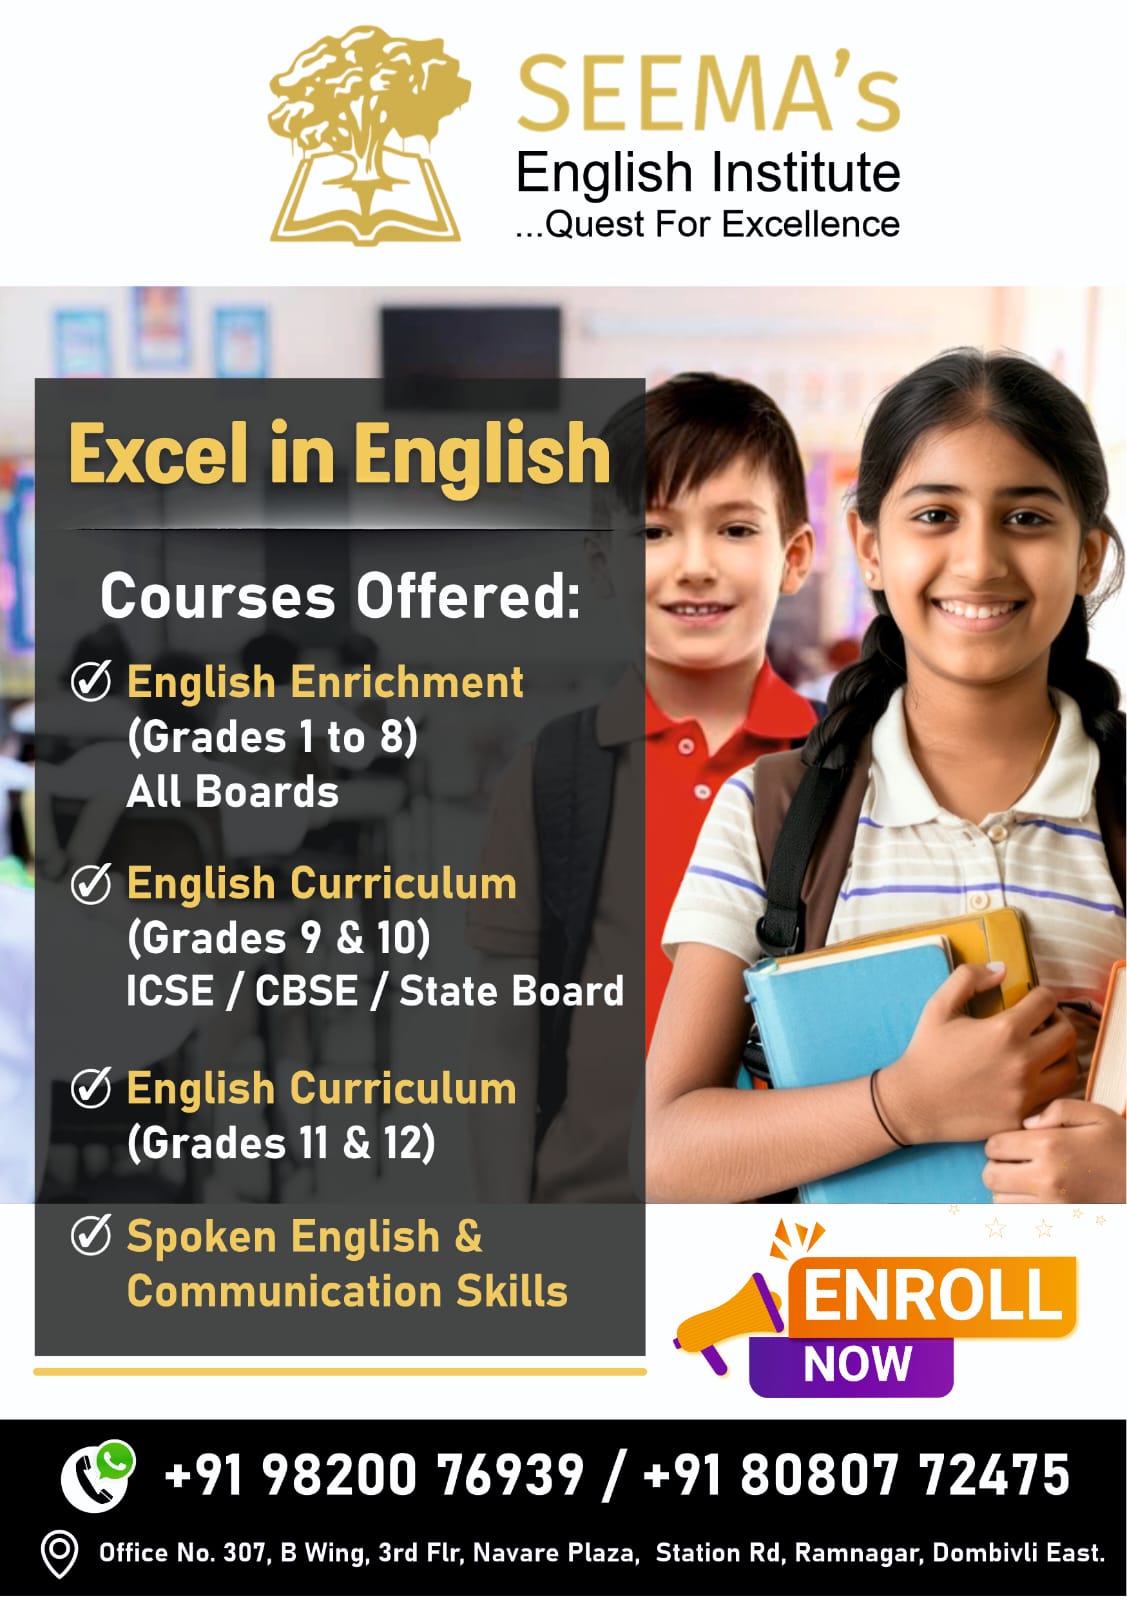 SEEMA's
English Institute
...Quest For Excellence
Excel in English
Courses Offered:
English Enrichment
(Grades 1 to 8)
All Boards
English Curriculum
(Grades 9 & 10)
ICSE / CBSE / State Board
English Curriculum
(Grades 11 & 12)
Spoken English &
Communication Skills
ENROLL
NOW
+91 98200 76939 / +91 80807 72475
Office No. 307, B Wing, 3rd Flr, Navare Plaza, Station Rd, Ramnagar, Dombivli East.